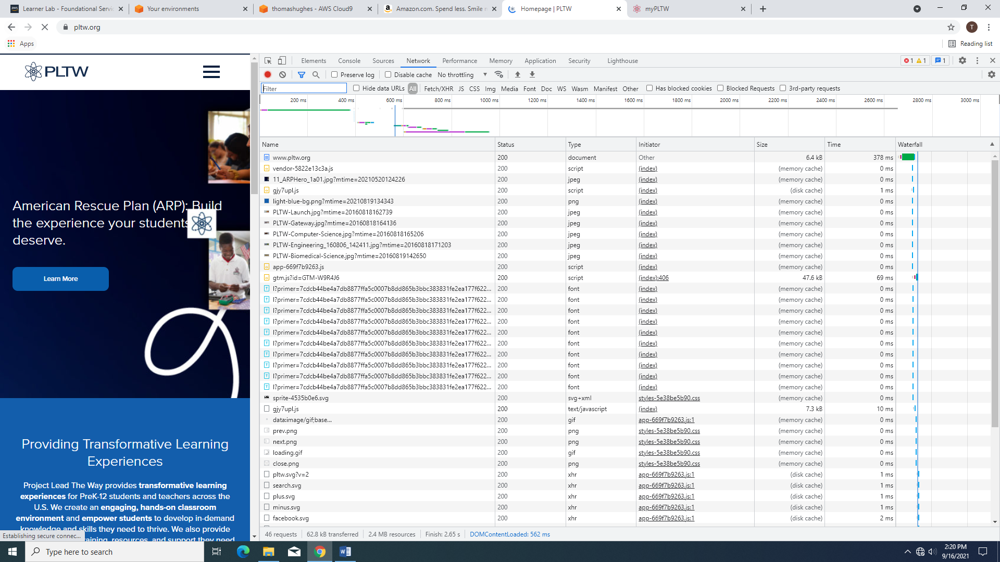 Learner Lab - Foundational Servic
Your environments
thomashughes - AWS Cloud9
Amazon.com. Spend less. Smile m
Homepage | PLTW
myPLTW
pltw.org
T
Apps
Reading list
PLTW
American Rescue Plan (ARP): Build
the experience your students
deserve.
Learn More
Providing Transformative Learning
Experiences
Project Lead The Way provides transformative learning
experiences for PreK-12 students and teachers across the
U.S. We create an engaging, hands-on classroom
environment and empower students to develop in-demand
knowledge and skills they need to thrive. We also provide
training, resources, and support they need
Establishing secure connec...
Elements Console Sources Network Performance Memory Application Security Lighthouse 1 1 1
Preserve log Disable cache No throttling
Filter Hide data URLs All Fetch/XHR JS CSS Img Media Font Doc WS Wasm Manifest Other Has blocked cookies Blocked Requests 3rd-party requests
200 ms 400 ms 600 ms 800 ms 1000 ms 1200 ms 1400 ms 1600 ms 1800 ms 2000 ms 2200 ms 2400 ms 2600 ms 2800 ms 3000 ms
Name Status Type Initiator Size Time Waterfall
www.pltw.org 200 document Other 6.4 kB 378 ms
vendor-5822e13c3a.js 200 script (index) (memory cache) 0 ms
11_ARPHero_1a01.jpg?mtime=20210520124226 200 jpeg (index) (memory cache) 0 ms
gjy7upl.js 200 script (index) (disk cache) 1 ms
light-blue-bg.png?mtime=20210819134343 200 png (index) (memory cache) 0 ms
PLTW-Launch.jpg?mtime=20160818162739 200 jpeg (index) (memory cache) 0 ms
PLTW-Gateway.jpg?mtime=20160818164136 200 jpeg (index) (memory cache) 0 ms
PLTW-Computer-Science.jpg?mtime=20160818165206 200 jpeg (index) (memory cache) 0 ms
PLTW-Engineering_160806_142411.jpg?mtime=20160818171203 200 jpeg (index) (memory cache) 0 ms
PLTW-Biomedical-Science.jpg?mtime=20160819142650 200 jpeg (index) (memory cache) 0 ms
app-669f7b9263.js 200 script (index) (memory cache) 0 ms
gtm.js?id=GTM-W9R4J6 200 script (index):406 47.6 kB 69 ms
l?primer=7cdcb44be4a7db8877ffa5c0007b8dd865b3bbc383831fe2ea177f622... 200 font (index) (memory cache) 0 ms
l?primer=7cdcb44be4a7db8877ffa5c0007b8dd865b3bbc383831fe2ea177f622... 200 font (index) (memory cache) 0 ms
l?primer=7cdcb44be4a7db8877ffa5c0007b8dd865b3bbc383831fe2ea177f622... 200 font (index) (memory cache) 0 ms
l?primer=7cdcb44be4a7db8877ffa5c0007b8dd865b3bbc383831fe2ea177f622... 200 font (index) (memory cache) 0 ms
l?primer=7cdcb44be4a7db8877ffa5c0007b8dd865b3bbc383831fe2ea177f622... 200 font (index) (memory cache) 0 ms
l?primer=7cdcb44be4a7db8877ffa5c0007b8dd865b3bbc383831fe2ea177f622... 200 font (index) (memory cache) 0 ms
l?primer=7cdcb44be4a7db8877ffa5c0007b8dd865b3bbc383831fe2ea177f622... 200 font (index) (memory cache) 0 ms
l?primer=7cdcb44be4a7db8877ffa5c0007b8dd865b3bbc383831fe2ea177f622... 200 font (index) (memory cache) 0 ms
l?primer=7cdcb44be4a7db8877ffa5c0007b8dd865b3bbc383831fe2ea177f622... 200 font (index) (memory cache) 0 ms
l?primer=7cdcb44be4a7db8877ffa5c0007b8dd865b3bbc383831fe2ea177f622... 200 font (index) (memory cache) 0 ms
sprite-4535b0e6.svg 200 svg+xml styles-5e38be5b90.css (memory cache) 0 ms
gjy7upl.js 200 text/javascript (index) 7.3 kB 10 ms
data:image/gif;base... 200 gif app-669f7b9263.js:1 (memory cache) 0 ms
prev.png 200 png styles-5e38be5b90.css (memory cache) 0 ms
next.png 200 png styles-5e38be5b90.css (memory cache) 0 ms
loading.gif 200 gif styles-5e38be5b90.css (memory cache) 0 ms
close.png 200 png styles-5e38be5b90.css (memory cache) 0 ms
pltw.svg?v=2 200 xhr app-669f7b9263.js:1 (disk cache) 1 ms
search.svg 200 xhr app-669f7b9263.js:1 (disk cache) 1 ms
plus.svg 200 xhr app-669f7b9263.js:1 (disk cache) 1 ms
minus.svg 200 xhr app-669f7b9263.js:1 (disk cache) 1 ms
facebook.svg 200 xhr app-669f7b9263.js:1 (disk cache) 2 ms
46 requests 62.8 kB transferred 2.4 MB resources Finish: 2.65 s DOMContentLoaded: 562 ms
Type here to search
2:20 PM
9/16/2021